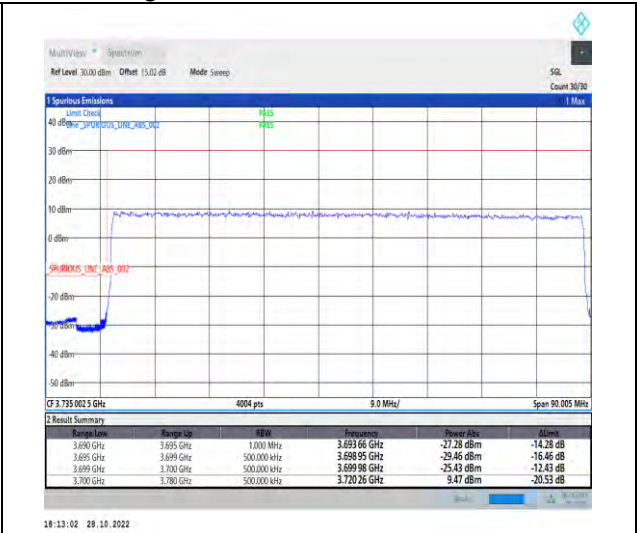 MultiView Spectrum
Ref Level 30.00 dBm Offset 15.02 dB Mode Sweep SGL
Count 30/30
1 Spurious Emissions 1 Max
Limit Check PASS
40 dBm Line _SPURIOUS_LINE_ABS_002 PASS
30 dBm
20 dBm
10 dBm
0 dBm
_SPURIOUS_LINE_ABS_002
-20 dBm
-30 dBm
-40 dBm
-50 dBm
CF 3.735 002 5 GHz 4004 pts 9.0 MHz/ Span 90.005 MHz
2 Result Summary
Range Low Range Up RBW Frequency Power Abs ΔLimit
3.690 GHz 3.695 GHz 1.000 MHz 3.693 66 GHz -27.28 dBm -14.28 dB
3.695 GHz 3.699 GHz 500.000 kHz 3.698 95 GHz -29.46 dBm -16.46 dB
3.699 GHz 3.700 GHz 500.000 kHz 3.699 98 GHz -25.43 dBm -12.43 dB
3.700 GHz 3.780 GHz 500.000 kHz 3.720 26 GHz 9.47 dBm -20.53 dB
18:13:02 28.10.2022